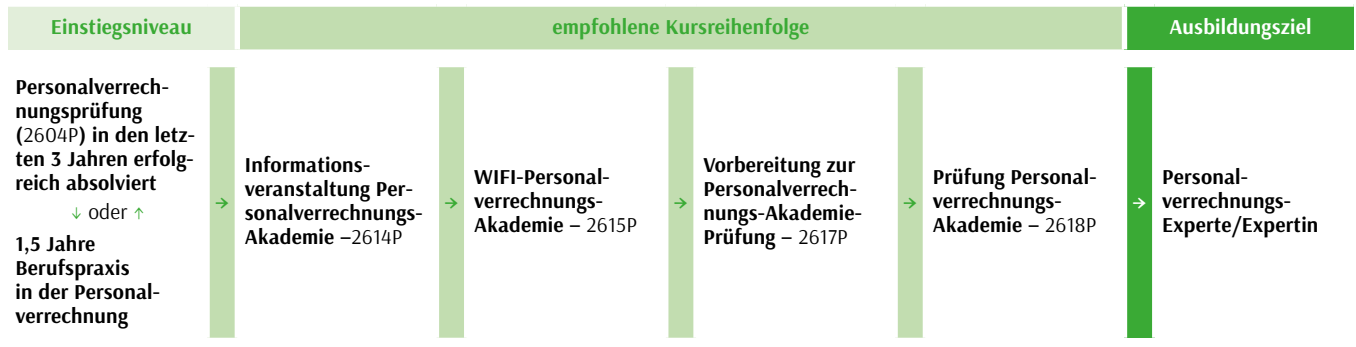 Einstiegsniveau
empfohlene Kursreihenfolge
Ausbildungsziel
Personalverrech-
nungsprüfung
(2604P) in den letz-
ten 3 Jahren erfolg-
reich absolviert
↓ oder ↑
1,5 Jahre
Berufspraxis
in der Personal-
verrechnung
→
Informations-
veranstaltung Per-
sonalverrechnungs-
Akademie –2614P
→
WIFI-Personal-
verrechnungs-
Akademie – 2615P
→
Vorbereitung zur
Personalverrech-
nungs-Akademie-
Prüfung – 2617P
→
Prüfung Personal-
verrechnungs-
Akademie – 2618P
→
Personal-
verrechnungs-
Experte/Expertin